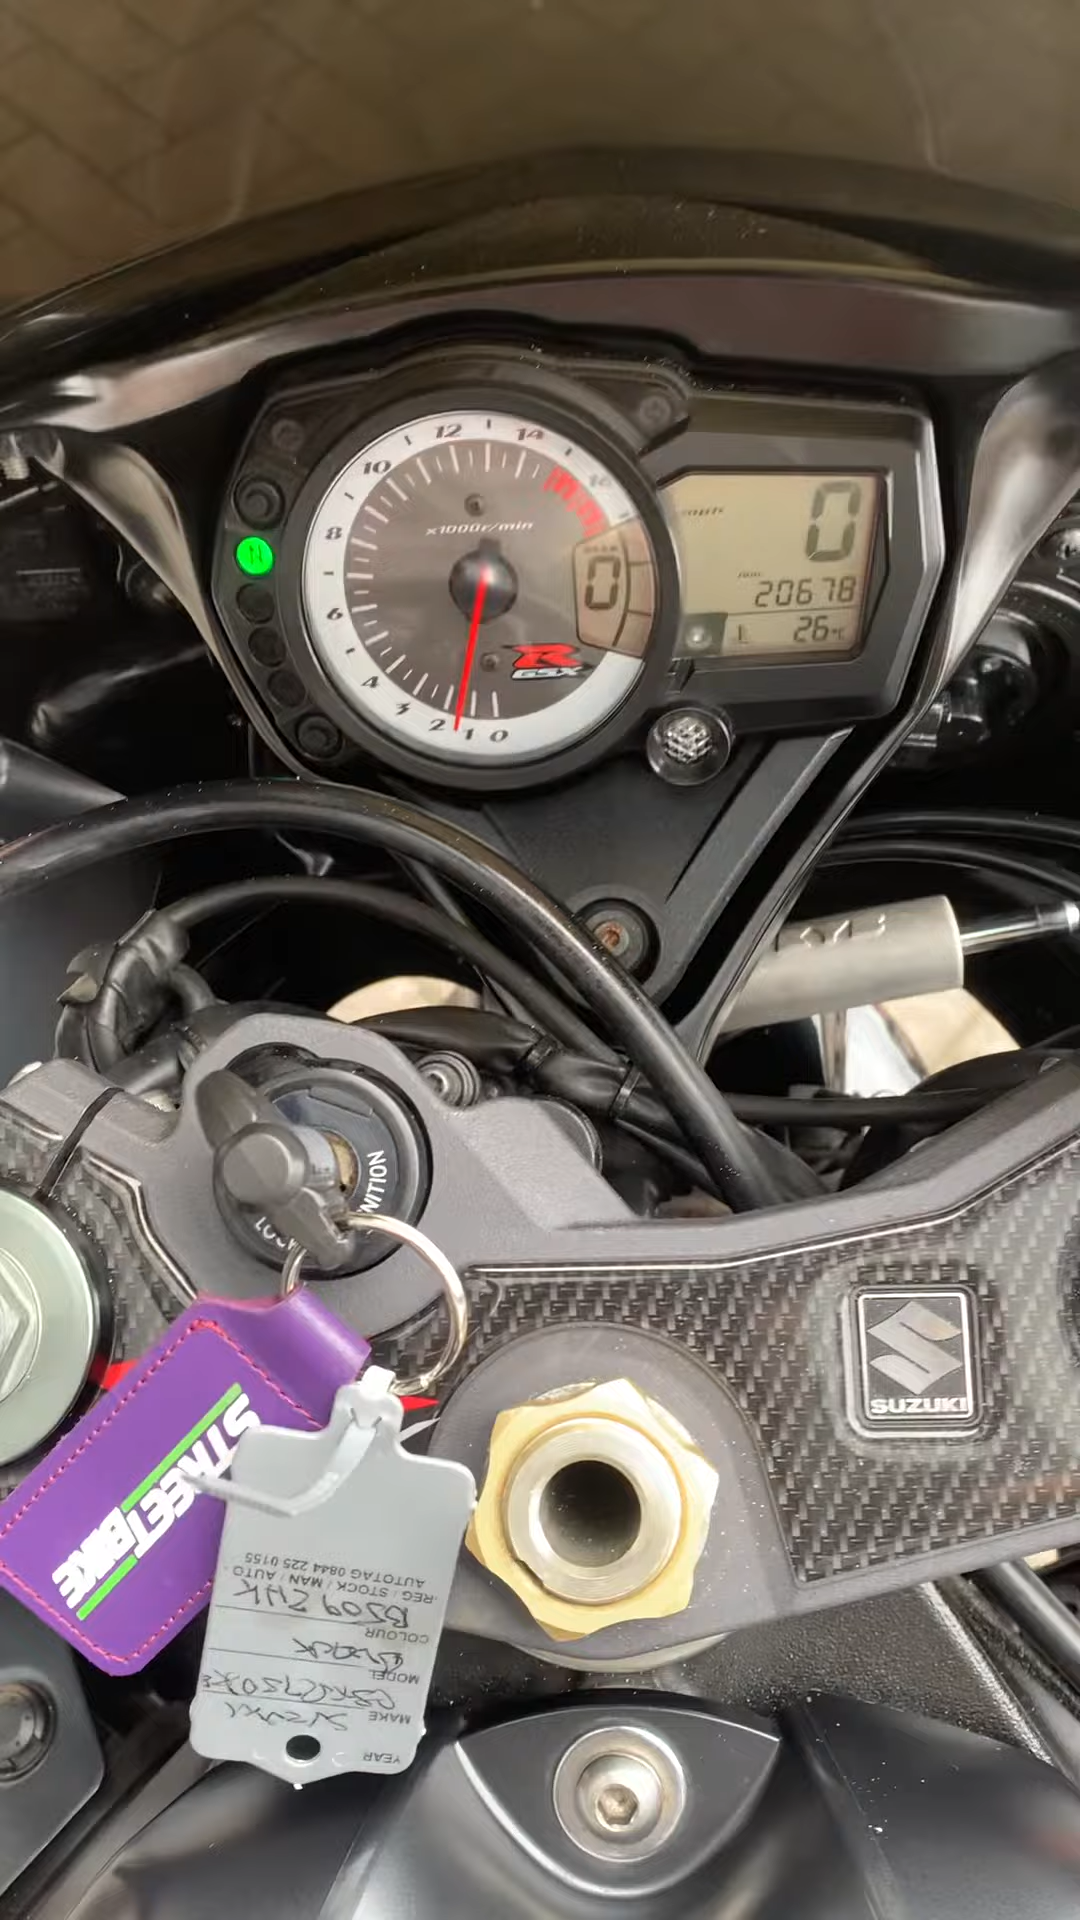 0 1 2 3 4 6 8 10 12 14 16
x1000r/min
GEAR
0
R
GSX
mph
0
20678
26°C
IGNITION
LOCK
STREETBIKE
SUZUKI
AUTOTAG 0844 225 0155
REG / STOCK / MAN / AUTO
BS09 ZHK
COLOUR
BLACK
MODEL
MAKE
SUZUKI
YEAR